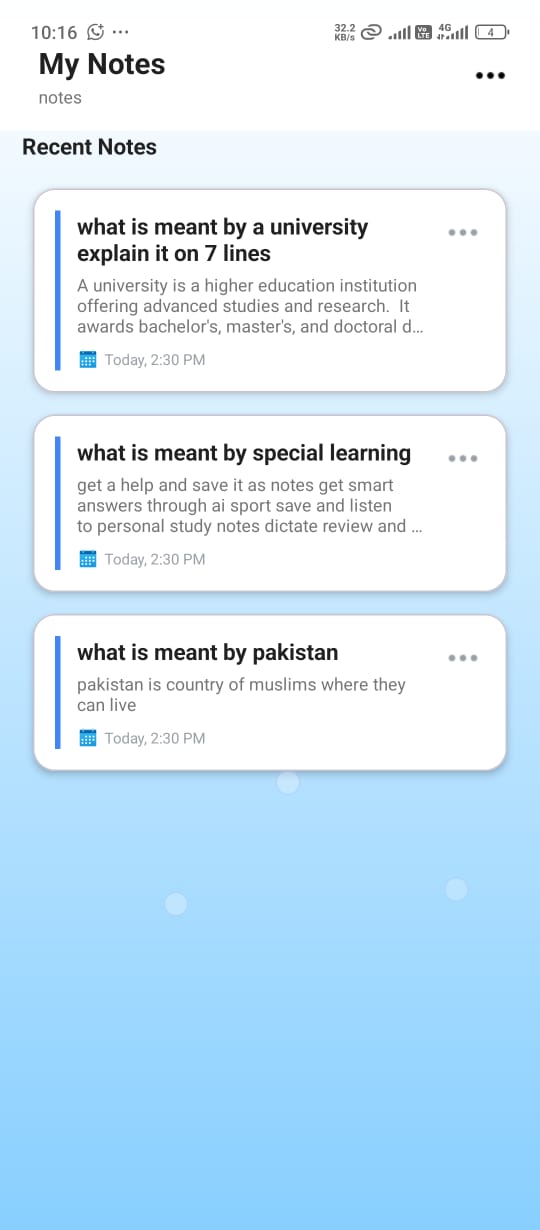 10:16 ...
32.2
KB/s
Vo
LTE
4G
4
My Notes
notes
Recent Notes
what is meant by a university
explain it on 7 lines
A university is a higher education institution
offering advanced studies and research. It
awards bachelor's, master's, and doctoral d...
Today, 2:30 PM
what is meant by special learning
get a help and save it as notes get smart
answers through ai sport save and listen
to personal study notes dictate review and ...
Today, 2:30 PM
what is meant by pakistan
pakistan is country of muslims where they
can live
Today, 2:30 PM